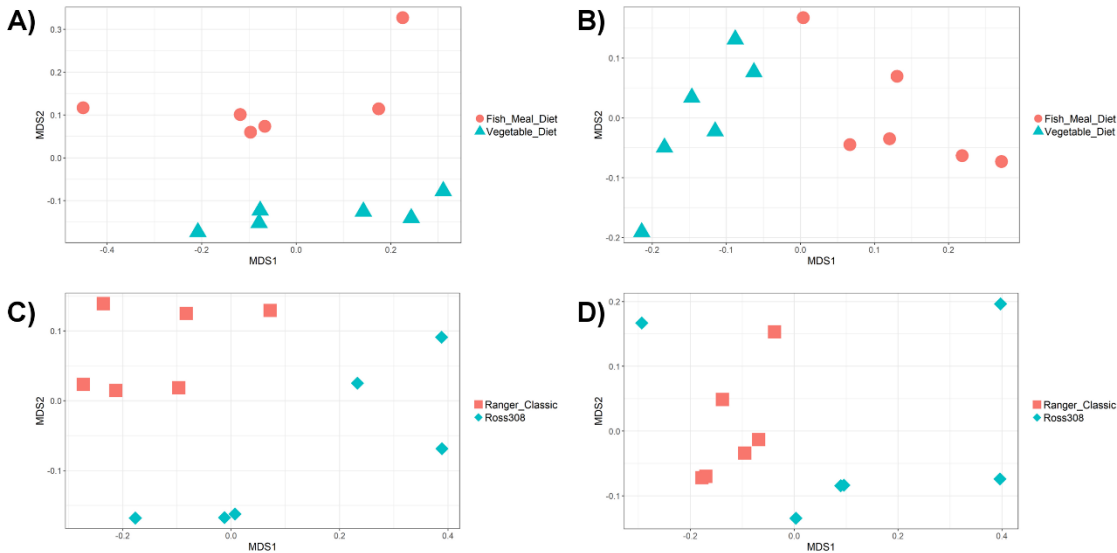 A)
0.3
0.2
0.1
0.0
-0.1
-0.4
-0.2
0.0
0.2
MDS1
MDS2
Fish_Meal_Diet
Vegetable_Diet
B)
0.1
0.0
-0.1
-0.2
-0.2
-0.1
0.0
0.1
0.2
MDS1
MDS2
Fish_Meal_Diet
Vegetable_Diet
C)
0.1
0.0
-0.1
-0.2
0.0
0.2
0.4
MDS1
MDS2
Ranger_Classic
Ross308
D)
0.2
0.1
0.0
-0.1
-0.2
0.0
0.2
0.4
MDS1
MDS2
Ranger_Classic
Ross308